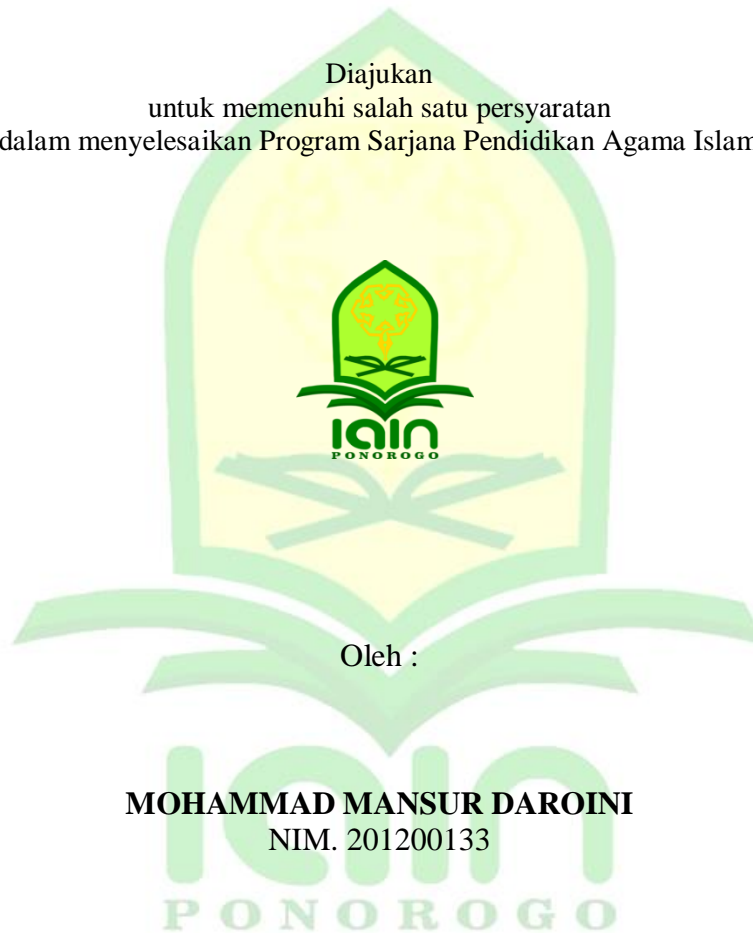 Diajukan
untuk memenuhi salah satu persyaratan
dalam menyelesaikan Program Sarjana Pendidikan Agama Islam
iain
PONOROGO
Oleh :
MOHAMMAD MANSUR DAROINI
NIM. 201200133
iain
PONOROGO